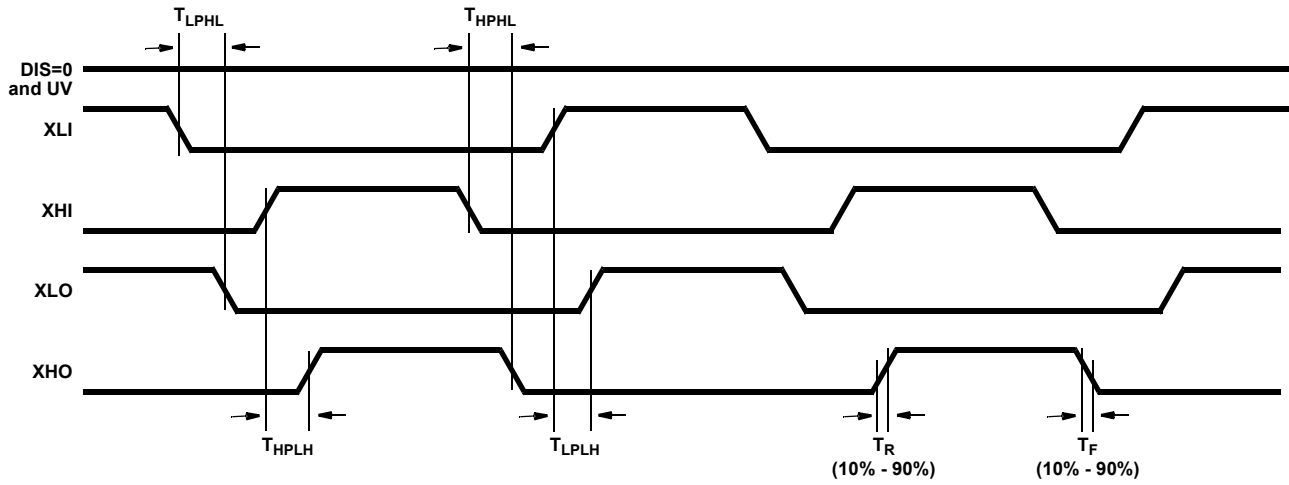 TLPHL
THPHL
DIS=0
and UV
XLI
XHI
XLO
XHO
THPLH
TLPLH
TR
(10% - 90%)
TF
(10% - 90%)